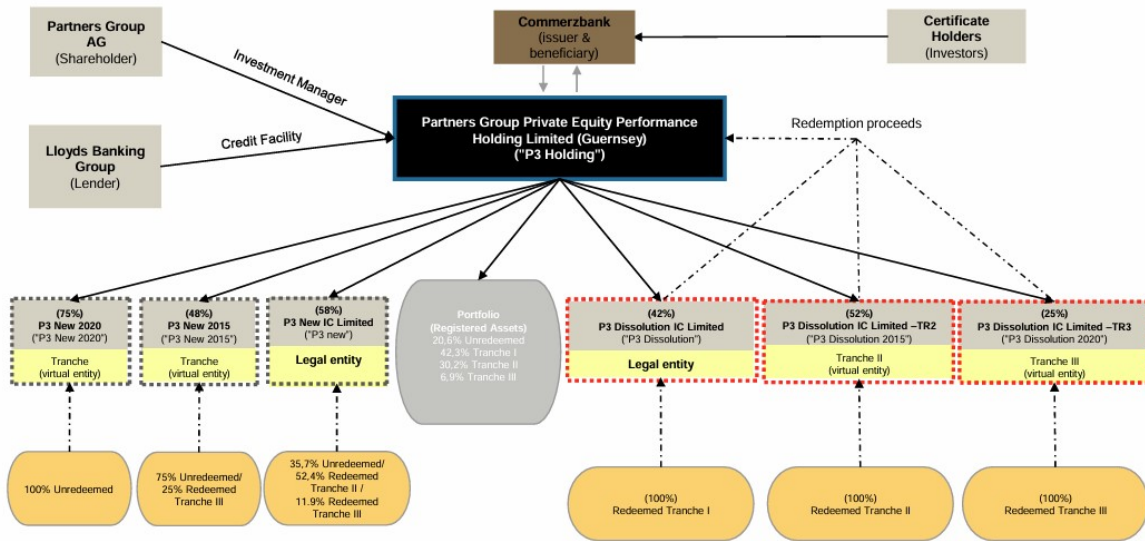 Partners Group
AG
(Shareholder)
Commerzbank
(issuer &
beneficiary)
Certificate
Holders
(Investors)
Investment Manager
Lloyds Banking
Group
(Lender)
Credit Facility
Partners Group Private Equity Performance
Holding Limited (Guernsey)
("P3 Holding")
Redemption proceeds
(75%)
P3 New 2020
("P3 New 2020")
Tranche
(virtual entity)
(48%)
P3 New 2015
("P3 New 2015")
Tranche
(virtual entity)
(58%)
P3 New IC Limited
("P3 new")
Legal entity
Portfolio
(Registered Assets)
20,6% Unredeemed
42,3% Tranche I
30,2% Tranche II
6,9% Tranche III
(42%)
P3 Dissolution IC Limited
("P3 Dissolution")
Legal entity
(52%)
P3 Dissolution IC Limited –TR2
("P3 Dissolution 2015")
Tranche II
(virtual entity)
(25%)
P3 Dissolution IC Limited –TR3
("P3 Dissolution 2020")
Tranche III
(virtual entity)
100% Unredeemed
75% Unredeemed/
25% Redeemed
Tranche III
35,7% Unredeemed/
52,4% Redeemed
Tranche II /
11.9% Redeemed
Tranche III
(100%)
Redeemed Tranche I
(100%)
Redeemed Tranche II
(100%)
Redeemed Tranche III